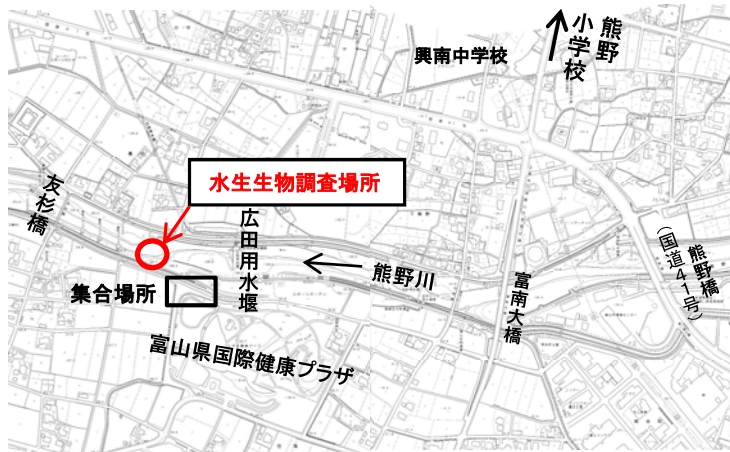 熊野
小学校
興南中学校
水生生物調査場所
友杉橋
広田用水堰
熊野川
集合場所
富南大橋
熊野橋
(国道41号)
富山県国際健康プラザ